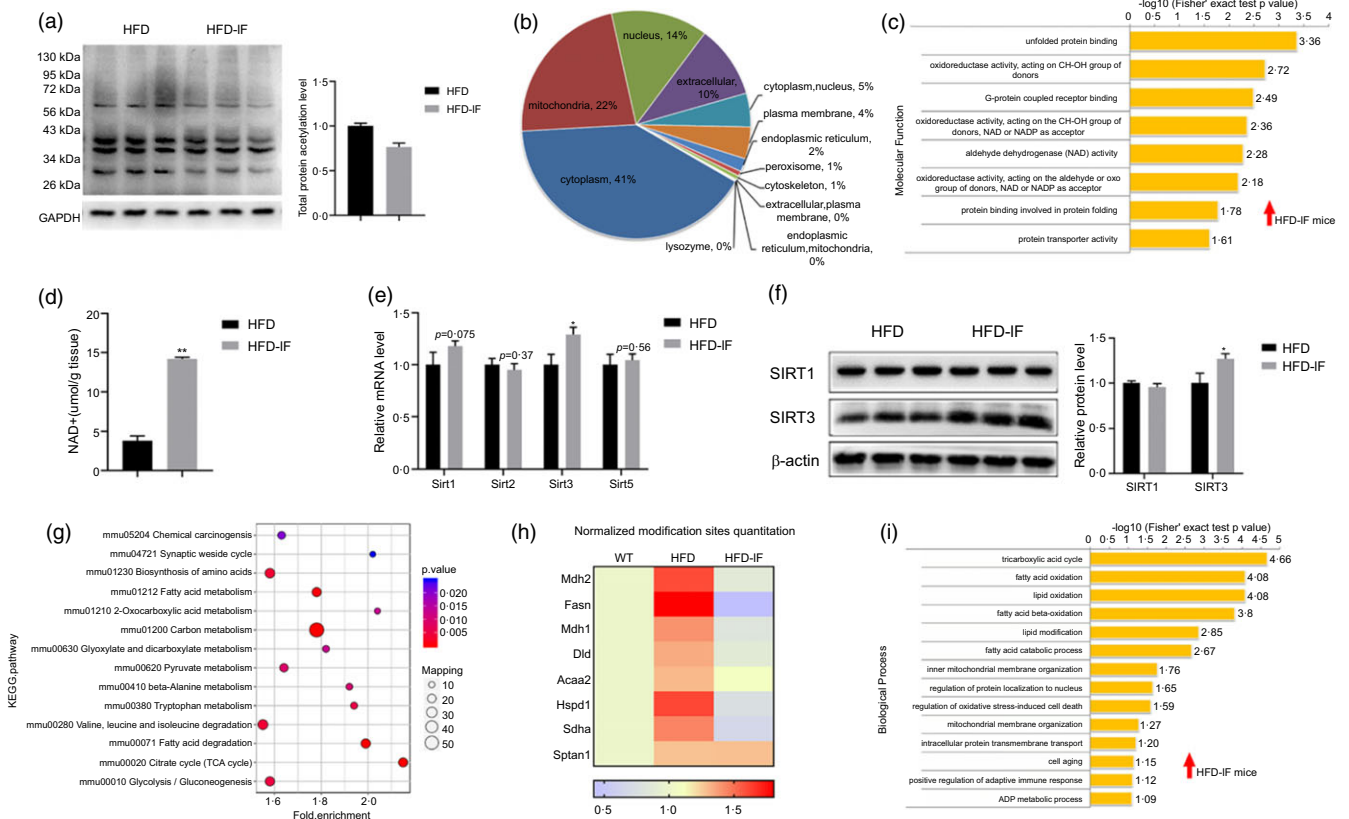 (a)
HFD
HFD-IF
130 kDa
95 kDa
72 kDa
56 kDa
43 kDa
34 kDa
26 kDa
GAPDH
Total protein acetylation level
1·5
1·0
0·5
0·0
HFD
HFD-IF
(b)
nucleus, 14%
extracellular,
10%
mitochondria, 22%
cytoplasm, 41%
cytoplasm,nucleus, 5%
plasma membrane, 4%
endoplasmic reticulum,
2%
peroxisome, 1%
cytoskeleton, 1%
extracellular,plasma
membrane, 0%
endoplasmic
reticulum,mitochondria,
0%
lysozyme, 0%
(c)
-log10 (Fisher' exact test p value)
0 0·5 1 1·5 2 2·5 3 3·5 4
Molecular Function
unfolded protein binding
3·36
oxidoreductase activity, acting on CH-OH group of
donors
2·72
G-protein coupled receptor binding
2·49
oxidoreductase activity, acting on the CH-OH group of
donors, NAD or NADP as acceptor
2·36
aldehyde dehydrogenase (NAD) activity
2·28
oxidoreductase activity, acting on the aldehyde or oxo
group of donors, NAD or NADP as acceptor
2·18
protein binding involved in protein folding
1·78
protein transporter activity
1·61
HFD-IF mice
(d)
NAD+(umol/g tissue)
20
15
10
5
0
**
HFD
HFD-IF
(e)
Relative mRNA level
1·5
1·0
0·5
0·0
p=0·075
p=0·37
*
p=0·56
Sirt1 Sirt2 Sirt3 Sirt5
HFD
HFD-IF
(f)
HFD
HFD-IF
SIRT1
SIRT3
β-actin
Relative protein level
1·5
1·0
0·5
0·0
*
SIRT1 SIRT3
HFD
HFD-IF
(g)
KEGG,pathway
mmu05204 Chemical carcinogensis
mmu04721 Synaptic weside cycle
mmu01230 Biosynthesis of amino acids
mmu01212 Fatty acid metabolism
mmu01210 2-Oxocarboxylic acid metabolism
mmu01200 Carbon metabolism
mmu00630 Glyoxylate and dicarboxylate metabolism
mmu00620 Pyruvate metabolism
mmu00410 beta-Alanine metabolism
mmu00380 Tryptophan metabolism
mmu00280 Valine, leucine and isoleucine degradation
mmu00071 Fatty acid degradation
mmu00020 Citrate cycle (TCA cycle)
mmu00010 Glycolysis / Gluconeogenesis
1·6 1·8 2·0
Fold.enrichment
p.value
0·020
0·015
0·010
0·005
Mapping
10
20
30
40
50
(h)
Normalized modification sites quantitation
WT HFD HFD-IF
Mdh2
Fasn
Mdh1
Dld
Acaa2
Hspd1
Sdha
Sptan1
0·5 1·0 1·5
(i)
-log10 (Fisher' exact test p value)
0 0·5 1 1·5 2 2·5 3 3·5 4 4·5 5
Biological Process
tricarboxylic acid cycle
4·66
fatty acid oxidation
4·08
lipid oxidation
4·08
fatty acid beta-oxidation
3·8
lipid modification
2·85
fatty acid catabolic process
2·67
inner mitochondrial membrane organization
1·76
regulation of protein localization to nucleus
1·65
regulation of oxidative stress-induced cell death
1·59
mitochondrial membrane organization
1·27
intracellular protein transmembrane transport
1·20
cell aging
1·15
positive regulation of adaptive immune response
1·12
ADP metabolic process
1·09
HFD-IF mice